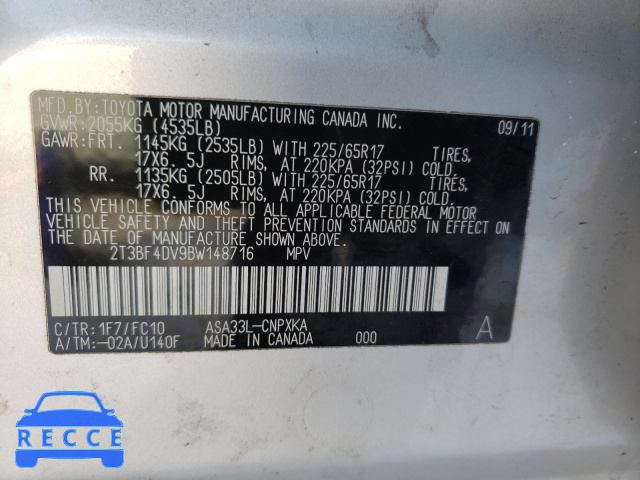 MFD.BY:TOYOTA MOTOR MANUFACTURING CANADA INC.
GVWR:2055KG (4535LB) 09/11
GAWR:FRT. 1145KG (2535LB) WITH 225/65R17 TIRES,
17X6.5J RIMS, AT 220KPA (32PSI) COLD.
RR. 1135KG (2505LB) WITH 225/65R17 TIRES,
17X6.5J RIMS, AT 220KPA (32PSI) COLD.
THIS VEHICLE CONFORMS TO ALL APPLICABLE FEDERAL MOTOR
VEHICLE SAFETY AND THEFT PREVENTION STANDARDS IN EFFECT ON
THE DATE OF MANUFACTURE SHOWN ABOVE.
2T3BF4DV9BW148716 MPV
C/TR:1F7/FC10 ASA33L-CNPXKA A
A/TM:-02A/U140F MADE IN CANADA 000
RECCE